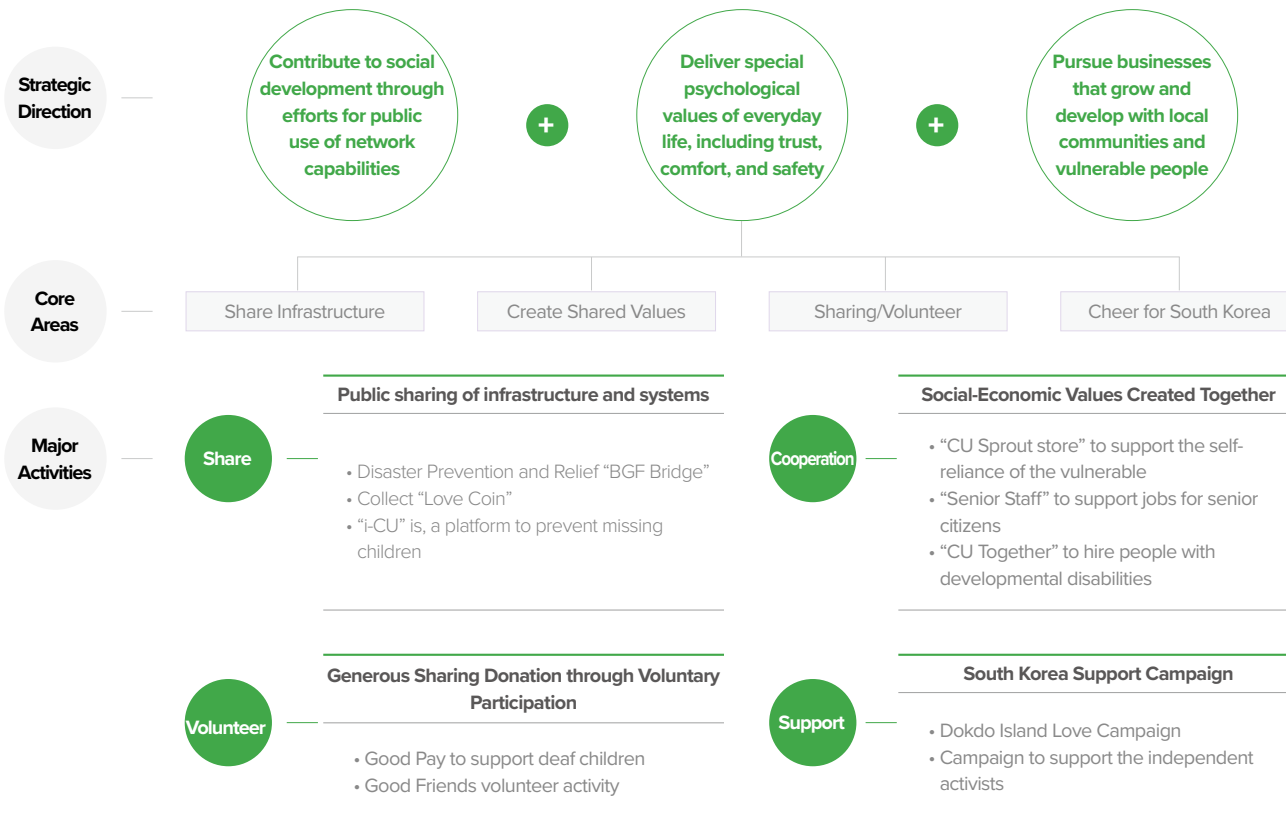 Strategic
Direction
Contribute to social
development through
efforts for public
use of network
capabilities
+
Deliver special
psychological
values of everyday
life, including trust,
comfort, and safety
+
Pursue businesses
that grow and
develop with local
communities and
vulnerable people
Core
Areas
Share Infrastructure
Create Shared Values
Sharing/Volunteer
Cheer for South Korea
Major
Activities
Share
Public sharing of infrastructure and systems
• Disaster Prevention and Relief “BGF Bridge”
• Collect “Love Coin”
• “i-CU” is, a platform to prevent missing
children
Cooperation
Social-Economic Values Created Together
• “CU Sprout store” to support the self-
reliance of the vulnerable
• “Senior Staff” to support jobs for senior
citizens
• “CU Together” to hire people with
developmental disabilities
Volunteer
Generous Sharing Donation through Voluntary
Participation
• Good Pay to support deaf children
• Good Friends volunteer activity
Support
South Korea Support Campaign
• Dokdo Island Love Campaign
• Campaign to support the independent
activists